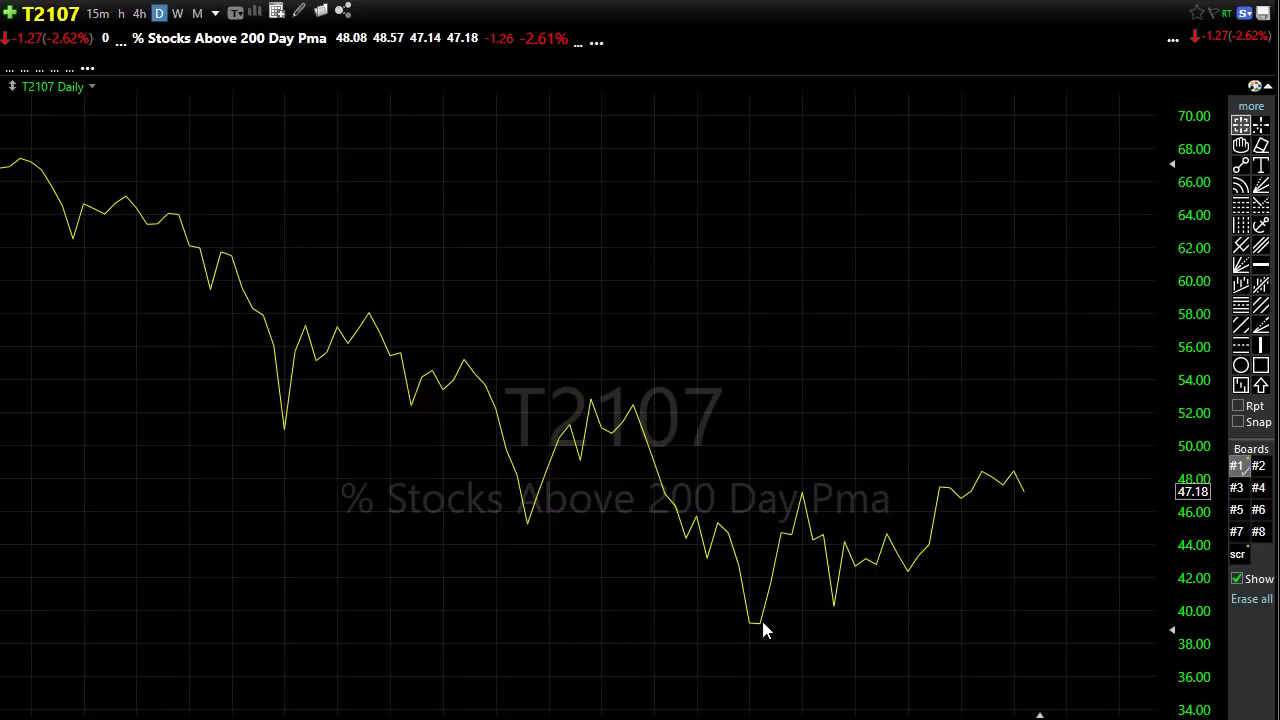 T2107 15m h 4h D W M T RT S
-1.27(-2.62%) 0 ... % Stocks Above 200 Day Pma 48.08 48.57 47.14 47.18 -1.26 -2.61% ... ... ... -1.27(-2.62%)
... ... ... ... ... ...
T2107 Daily
more
70.00
68.00
66.00
64.00
62.00
60.00
58.00
56.00
54.00
52.00
50.00
48.00
47.18
46.00
44.00
42.00
40.00
38.00
36.00
34.00
T2107
% Stocks Above 200 Day Pma
T
Rpt
Snap
Boards
#1 #2
#3 #4
#5 #6
#7 #8
scr
Show
Erase all